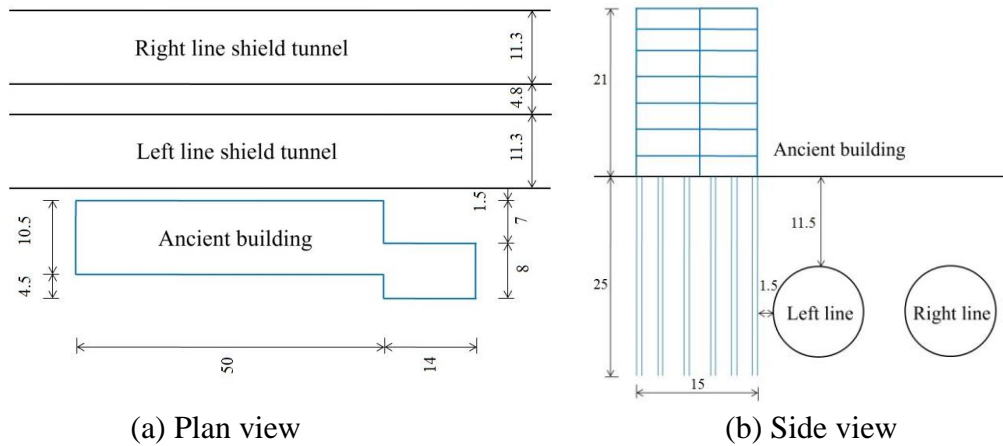 Right line shield tunnel
11.3
4.8
Left line shield tunnel
11.3
1.5
10.5
Ancient building
7
4.5
8
50
14
(a) Plan view
21
Ancient building
11.5
25
1.5
Left line
Right line
15
(b) Side view